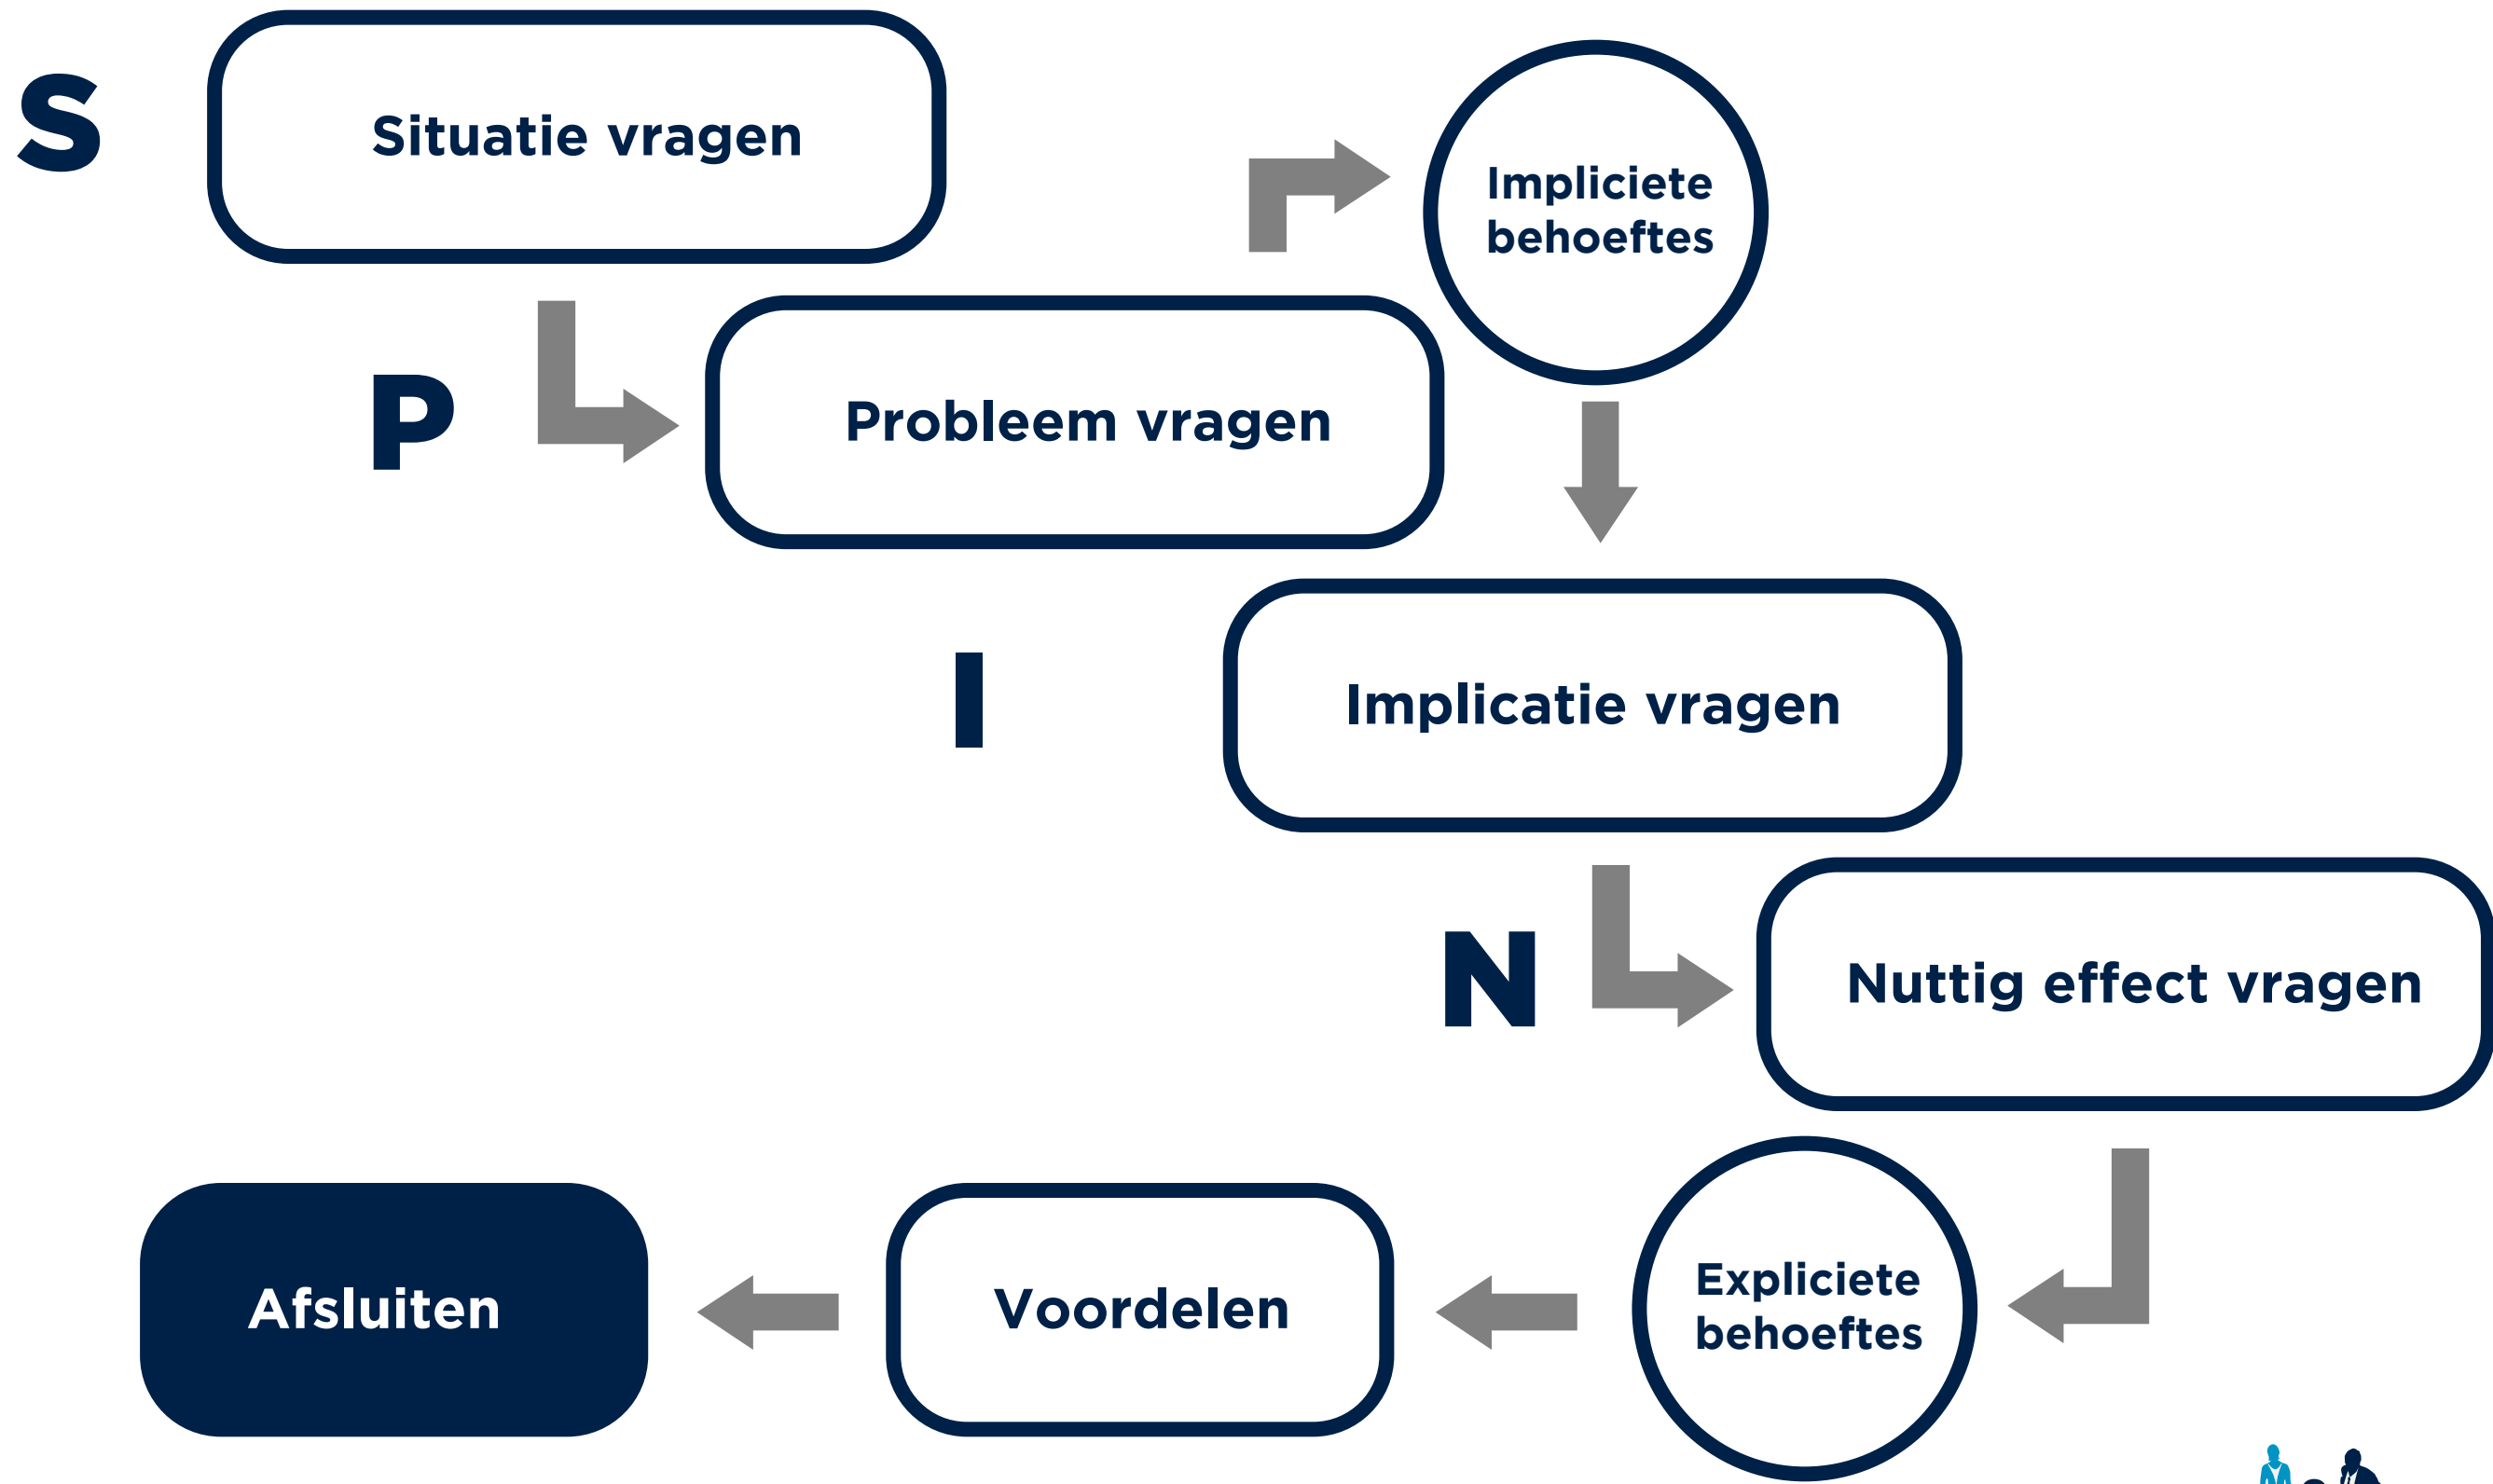 S
Situatie vragen
Impliciete
behoeftes
P
Probleem vragen
I
Implicatie vragen
N
Nuttig effect vragen
Afsluiten
Voordelen
Expliciete
behoeftes